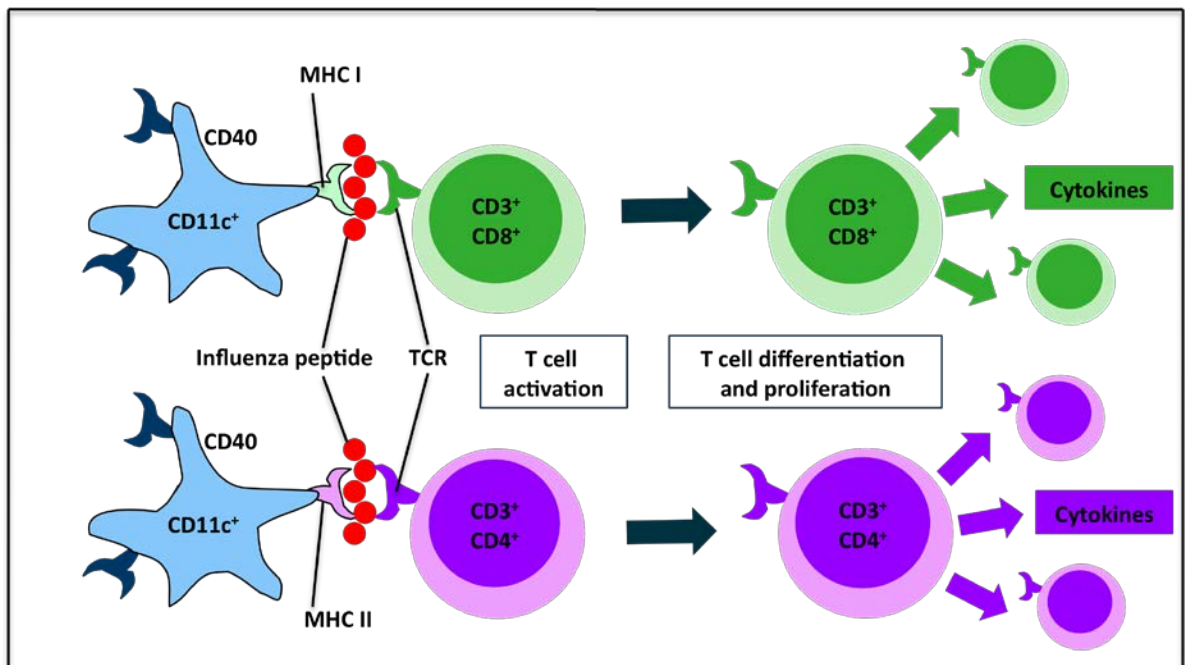 MHC I
CD40
CD11c⁺
CD3⁺
CD8⁺
CD3⁺
CD8⁺
Cytokines
Influenza peptide
TCR
T cell
activation
T cell differentiation
and proliferation
CD40
CD11c⁺
CD3⁺
CD4⁺
CD3⁺
CD4⁺
Cytokines
MHC II